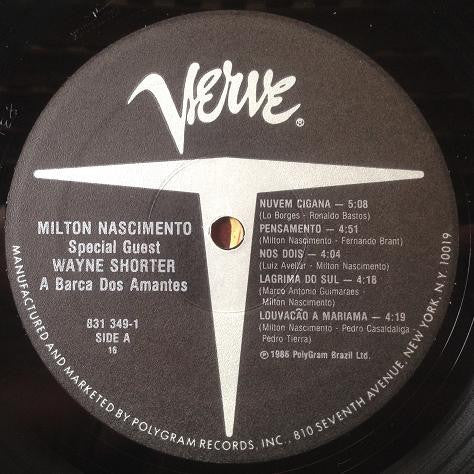 Verve®
MILTON NASCIMENTO
Special Guest
WAYNE SHORTER
A Barca Dos Amantes
831 349-1
SIDE A
16
NUVEM CIGANA — 5:08
(Lo Borges - Ronaldo Bastos)
PENSAMENTO — 4:51
(Milton Nascimento - Fernando Brant)
NOS DOIS — 4:04
(Luiz Avellar - Milton Nascimento)
LAGRIMA DO SUL — 4:18
(Marco Antonio Guimaraes -
Milton Nascimento)
LOUVACÃO A MARIAMA — 4:19
(Milton Nascimento - Pedro Casaldaliga
Pedro Tierra)
℗ 1986 PolyGram Brazil Ltd.
MANUFACTURED AND MARKETED BY POLYGRAM RECORDS, INC., 810 SEVENTH AVENUE, NEW YORK, N.Y. 10019